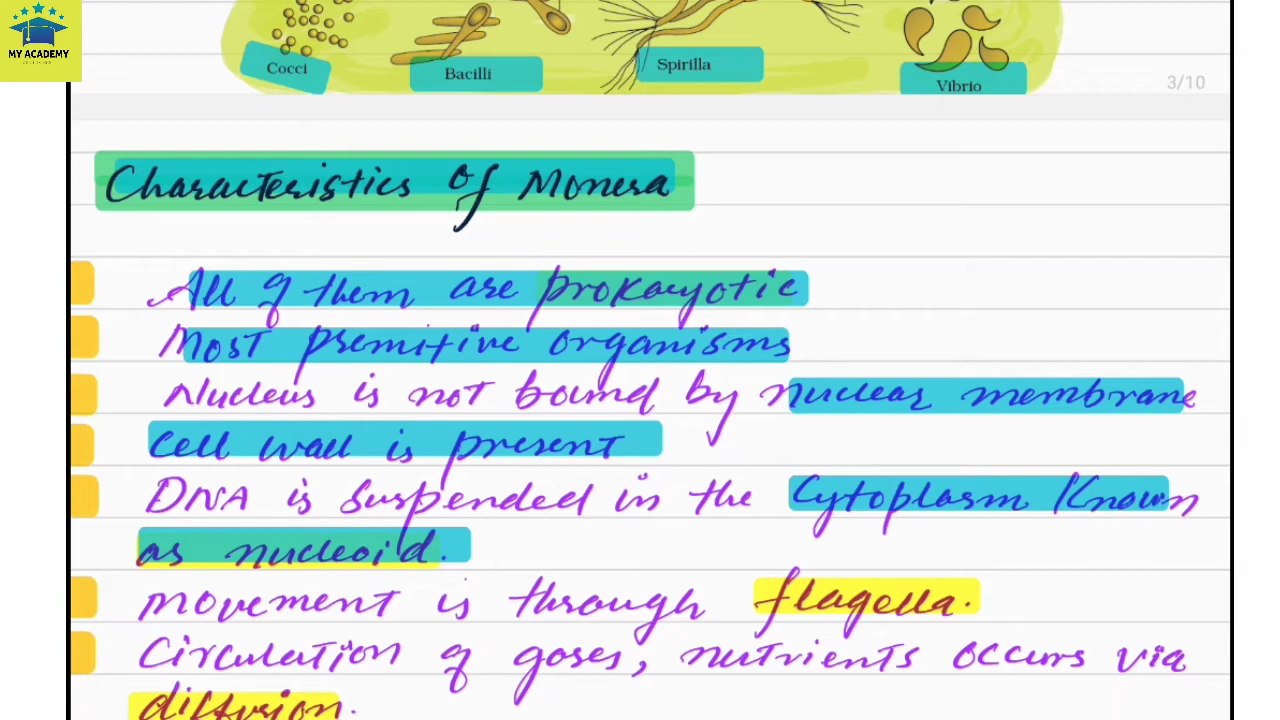 MY ACADEMY
Cocci
Bacilli
Spirilla
Vibrio
3/10
Characteristics of Monera
All of them are prokaryotic
Most premitive organisms
Nucleus is not bound by nuclear membrane
Cell wall is present
DNA is suspended in the Cytoplasm (Known
as nucleoid.
movement is through flagella.
Circulation of gases, nutrients occurs via
diffusion.